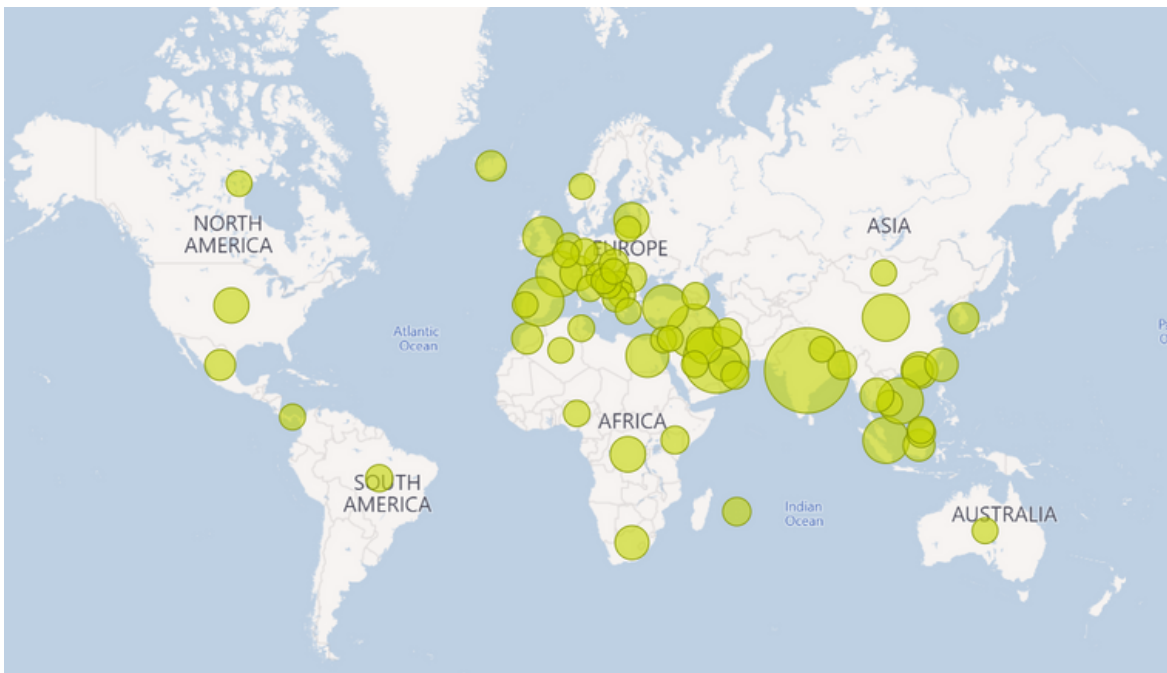 NORTH
AMERICA
EUROPE
ASIA
Atlantic
Ocean
AFRICA
SOUTH
AMERICA
Indian
Ocean
AUSTRALIA